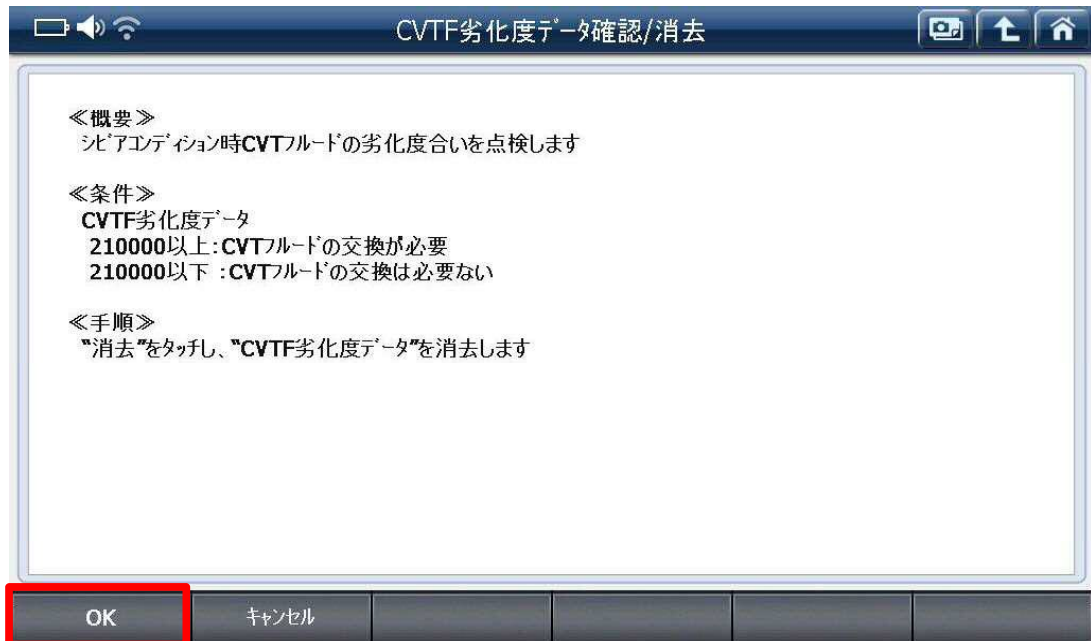 CVTF劣化度ﾃﾞｰﾀ確認/消去
≪概要≫
ｼﾋﾞｱｺﾝﾃﾞｨｼｮﾝ時CVTﾌﾙｰﾄﾞの劣化度合いを点検します
≪条件≫
CVTF劣化度ﾃﾞｰﾀ
210000以上:CVTﾌﾙｰﾄﾞの交換が必要
210000以下 :CVTﾌﾙｰﾄﾞの交換は必要ない
≪手順≫
"消去"をﾀｯﾁし、"CVTF劣化度ﾃﾞｰﾀ"を消去します
OK
ｷｬﾝｾﾙ